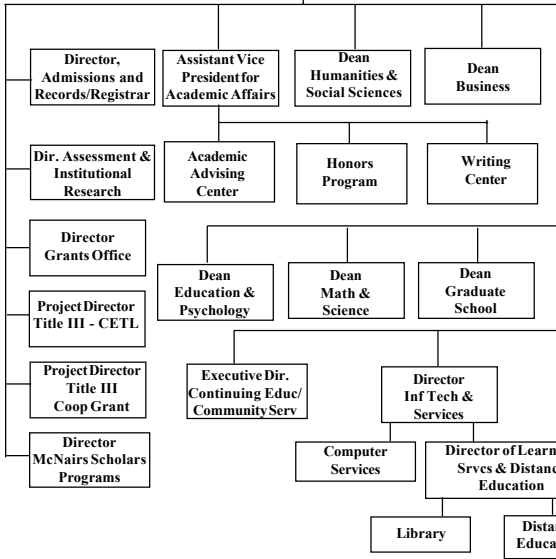 Director,
Admissions and
Records/Registrar
Assistant Vice
President for
Academic Affairs
Dean
Humanities &
Social Sciences
Dean
Business
Dir. Assessment &
Institutional
Research
Academic
Advising
Center
Honors
Program
Writing
Center
Director
Grants Office
Dean
Education &
Psychology
Dean
Math &
Science
Dean
Graduate
School
Project Director
Title III - CETL
Project Director
Title III
Coop Grant
Executive Dir.
Continuing Educ/
Community Serv
Director
Inf Tech &
Services
Director
McNairs Scholars
Programs
Computer
Services
Director of Learn
Srvcs & Distanc
Education
Library
Dista
Educa